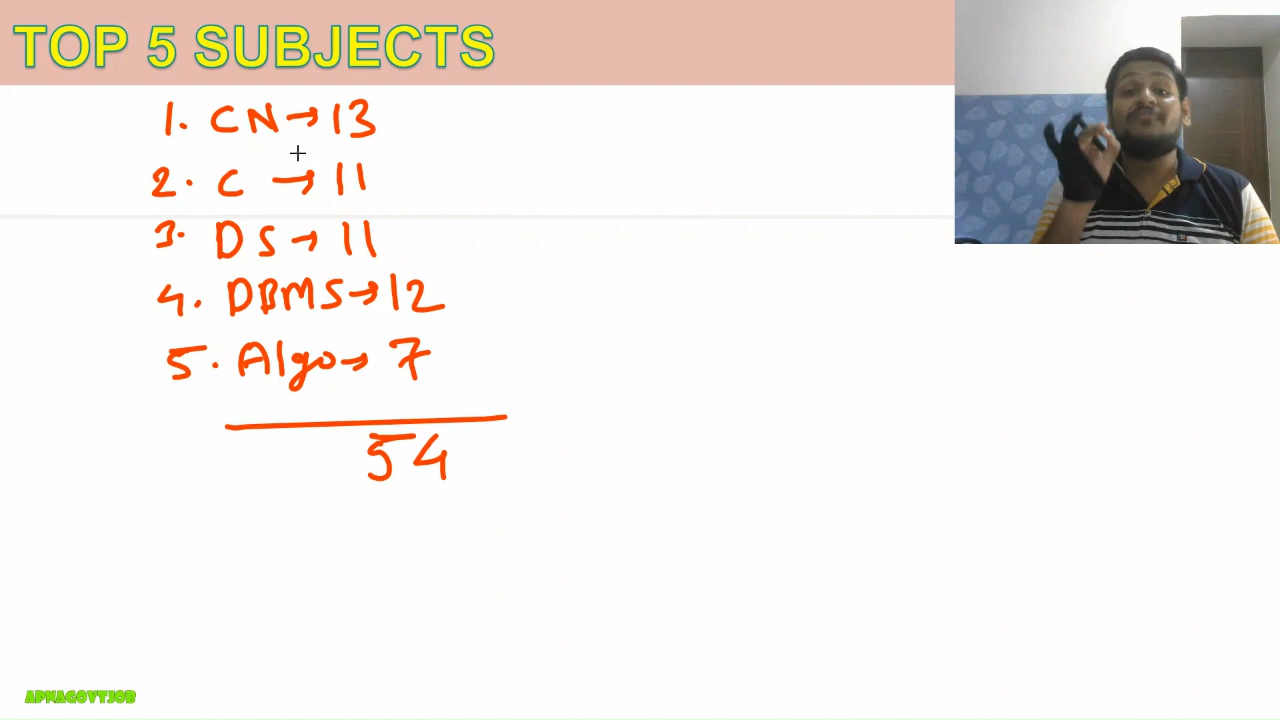 TOP 5 SUBJECTS
1. CN → 13
2. C → 11
3. DS → 11
4. DBMS → 12
5. Algo → 7
54
APNAGOVTJOB